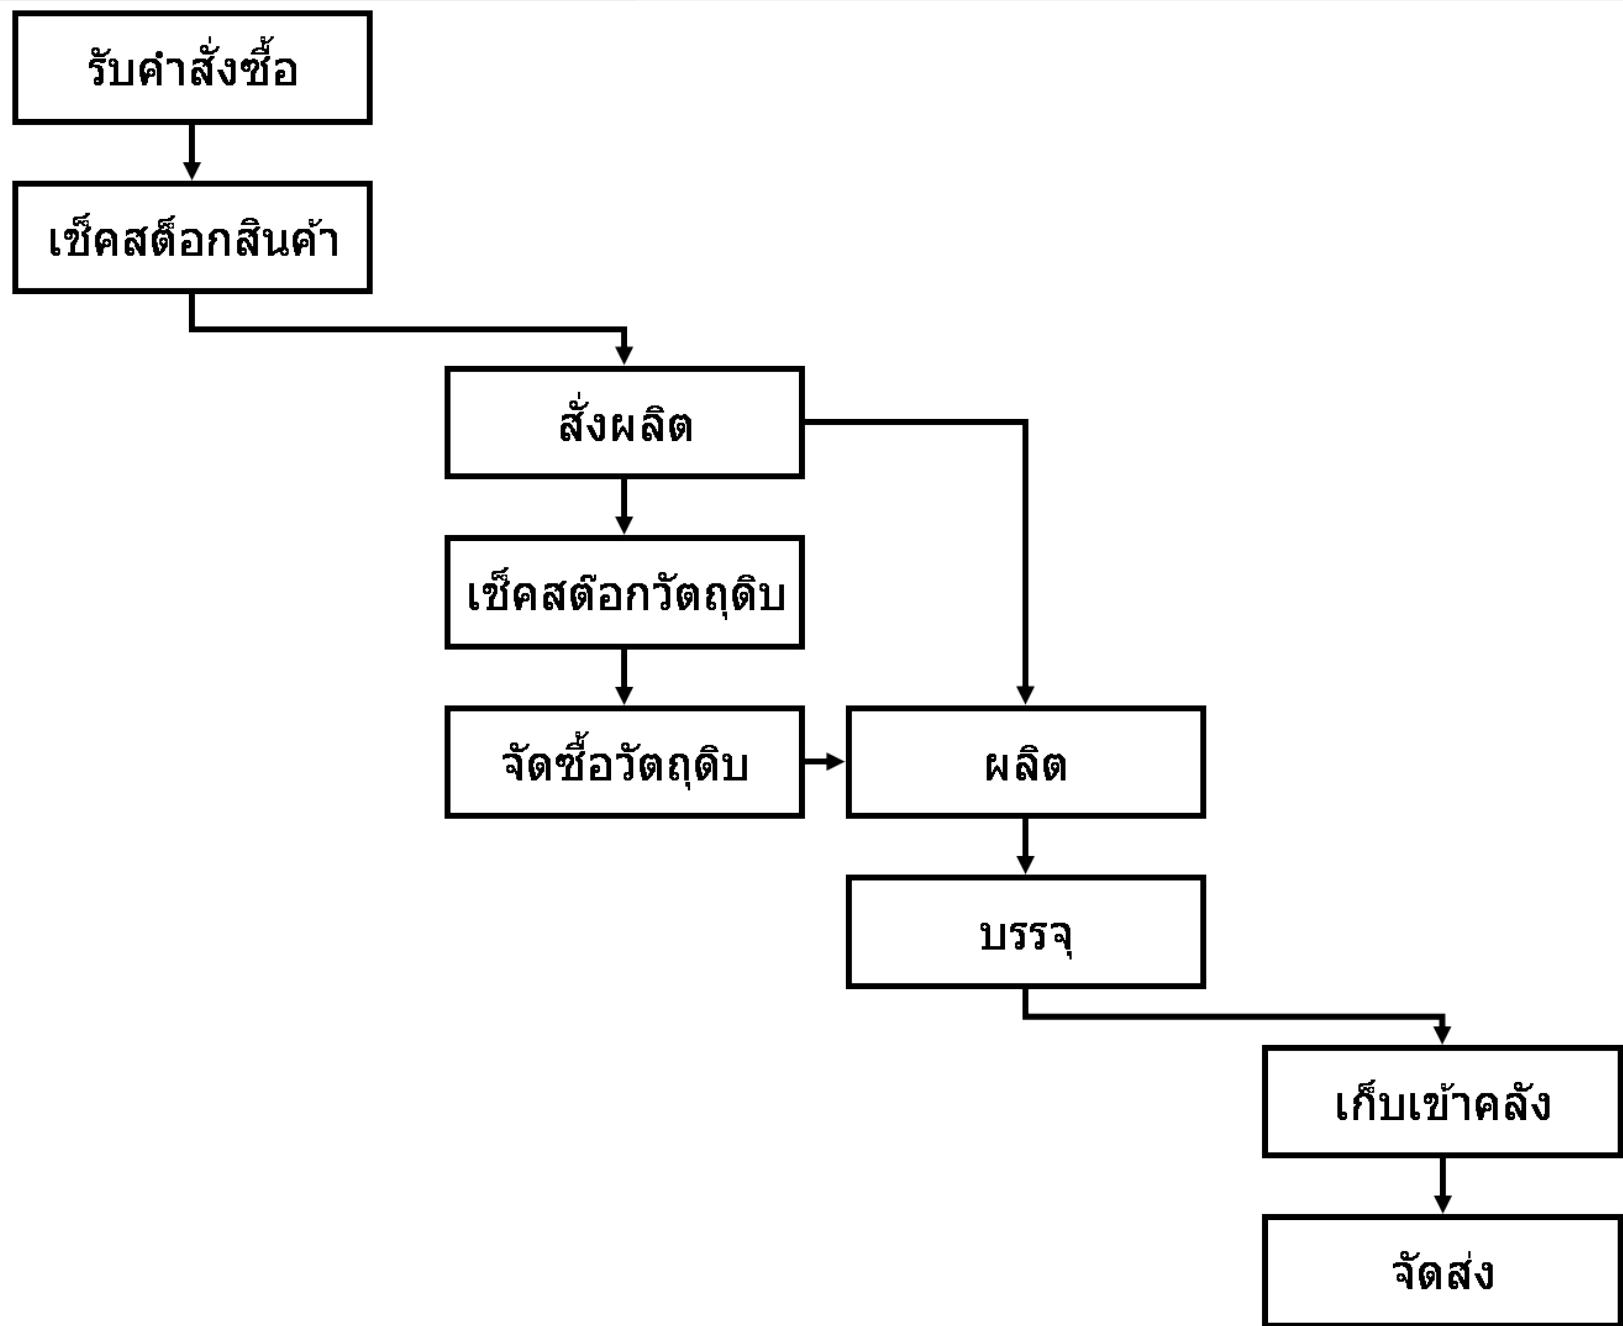 รับคำสั่งซื้อ
เช็คสต็อกสินค้า
สั่งผลิต
เช็คสต๊อกวัตถุดิบ
จัดซื้อวัตถุดิบ
ผลิต
บรรจุ
เก็บเข้าคลัง
จัดส่ง